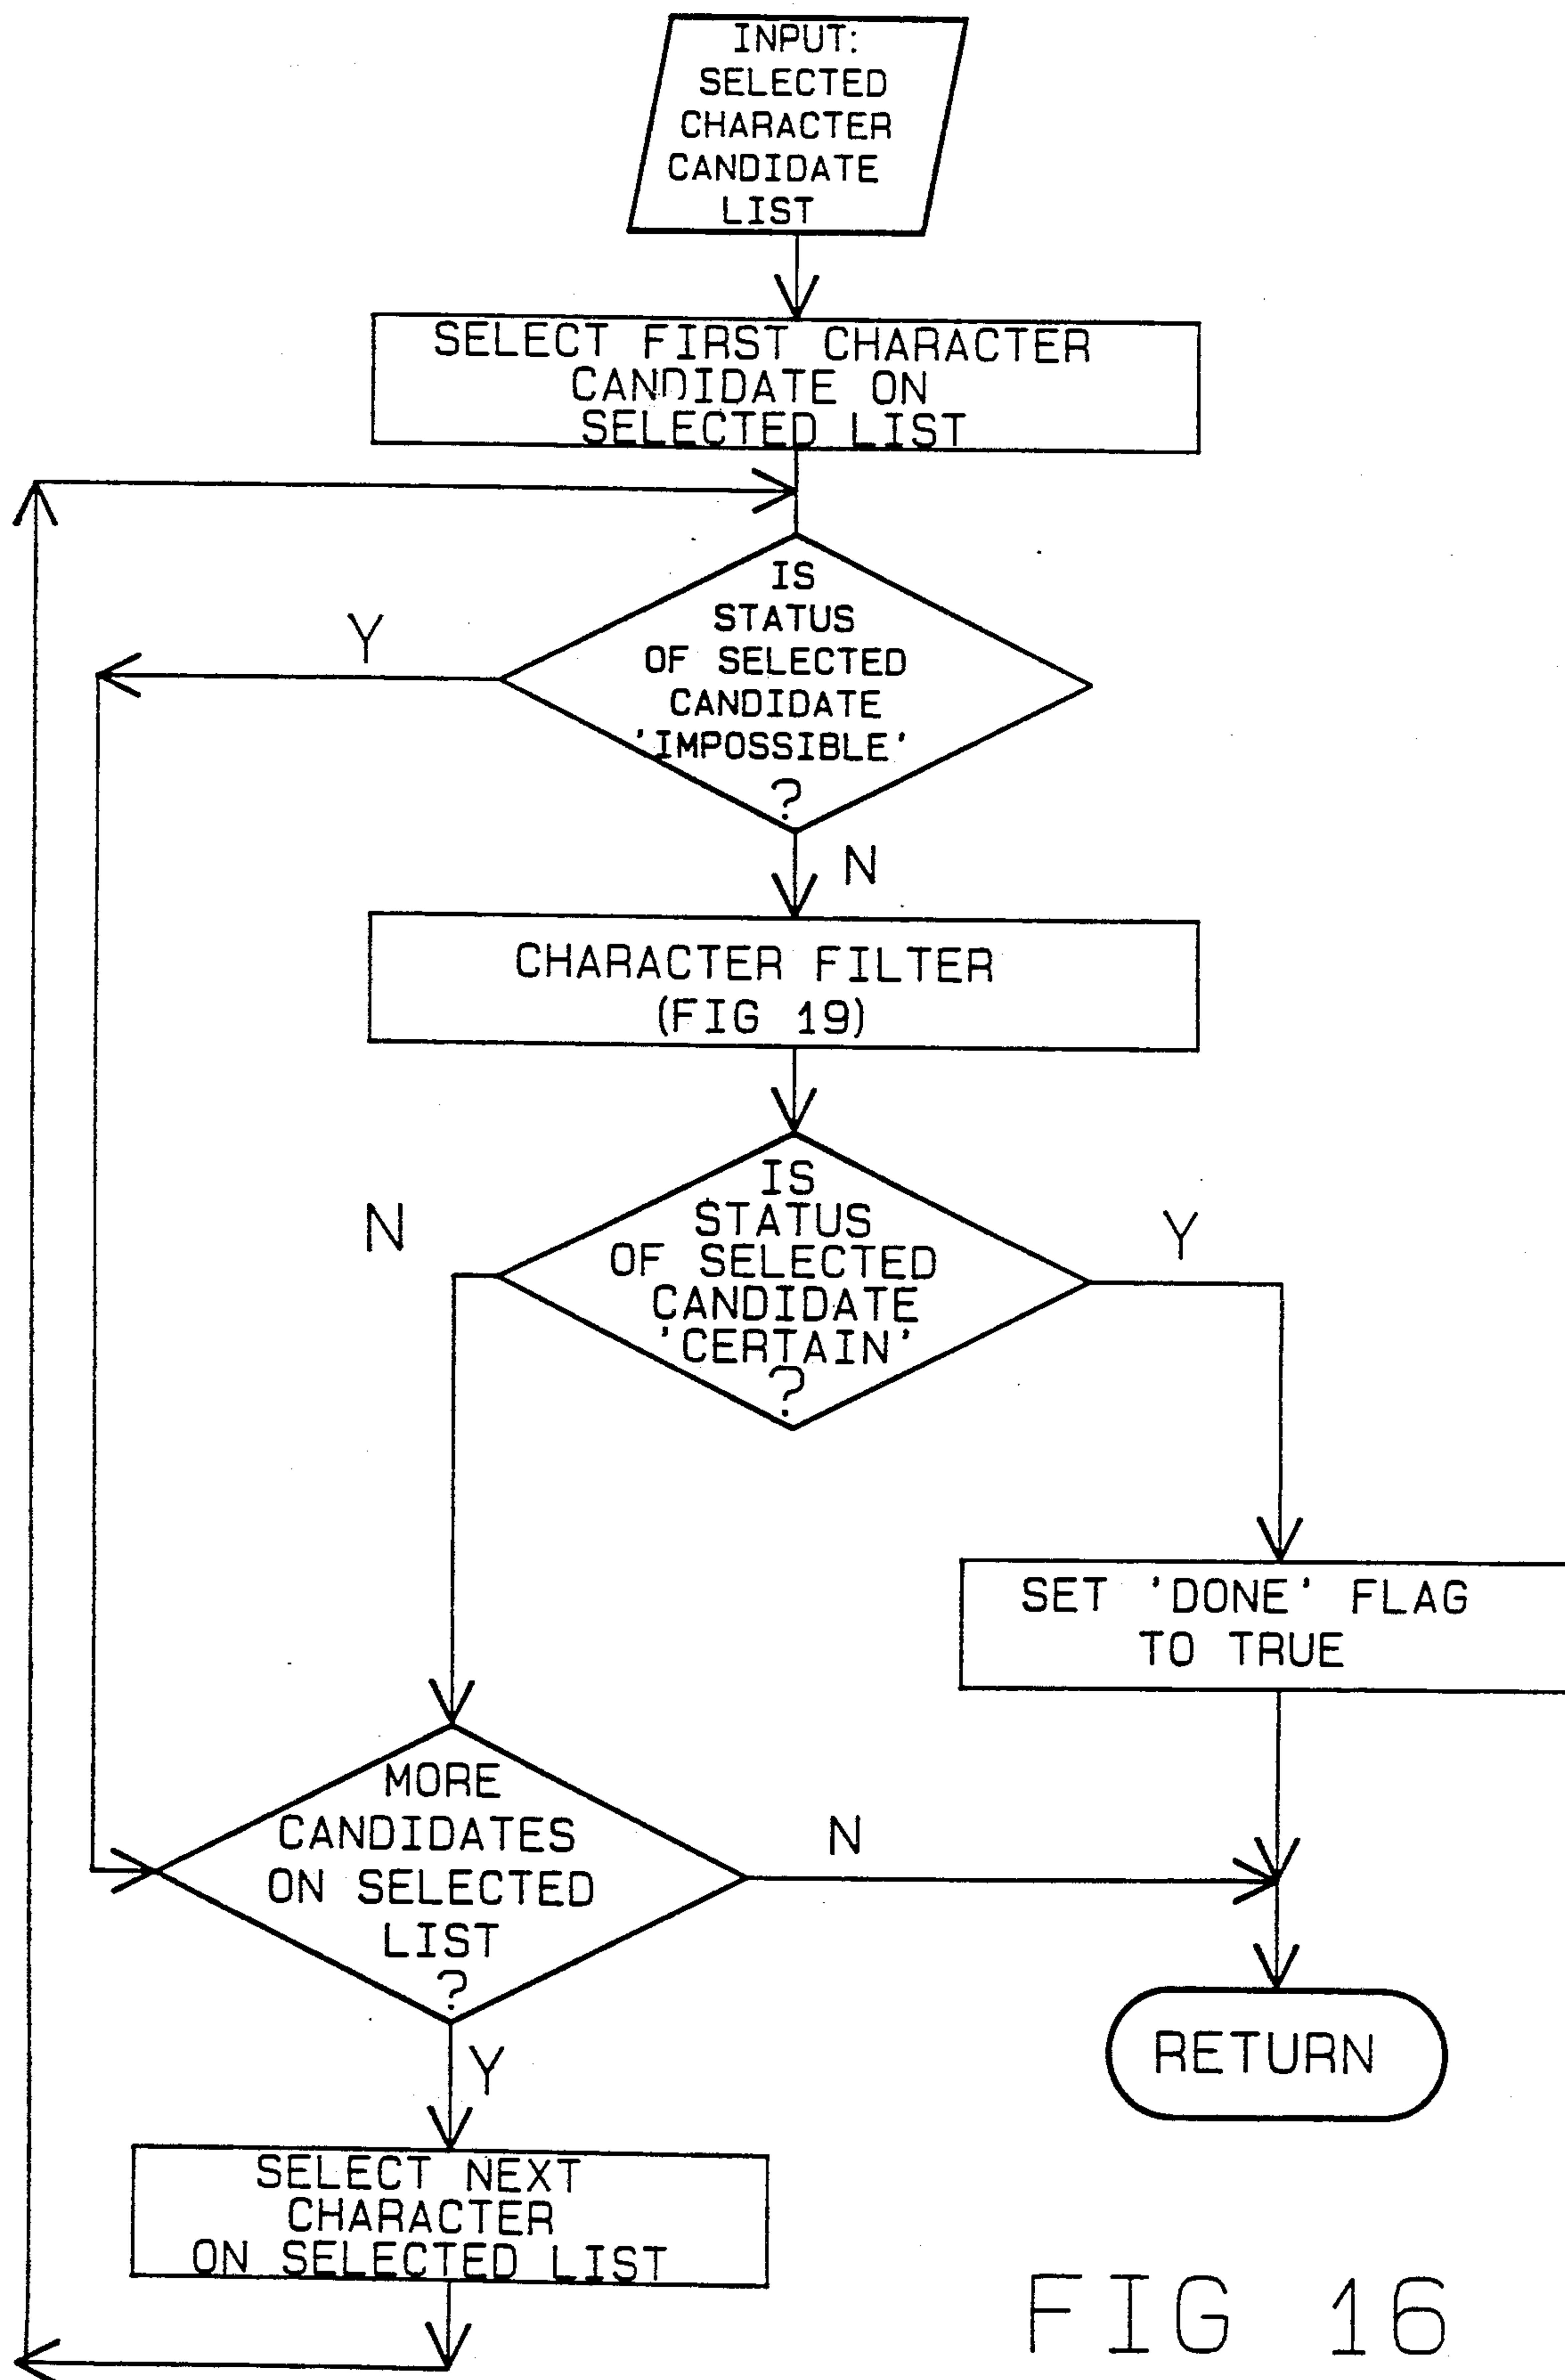 INPUT:
SELECTED
CHARACTER
CANDIDATE
LIST
SELECT FIRST CHARACTER
CANDIDATE ON
SELECTED LIST
IS
STATUS
OF SELECTED
CANDIDATE
'IMPOSSIBLE'
?
Y
N
CHARACTER FILTER
(FIG 19)
IS
STATUS
OF SELECTED
CANDIDATE
'CERTAIN'
?
N
Y
SET 'DONE' FLAG
TO TRUE
MORE
CANDIDATES
ON SELECTED
LIST
?
N
Y
RETURN
SELECT NEXT
CHARACTER
ON SELECTED LIST
FIG 16